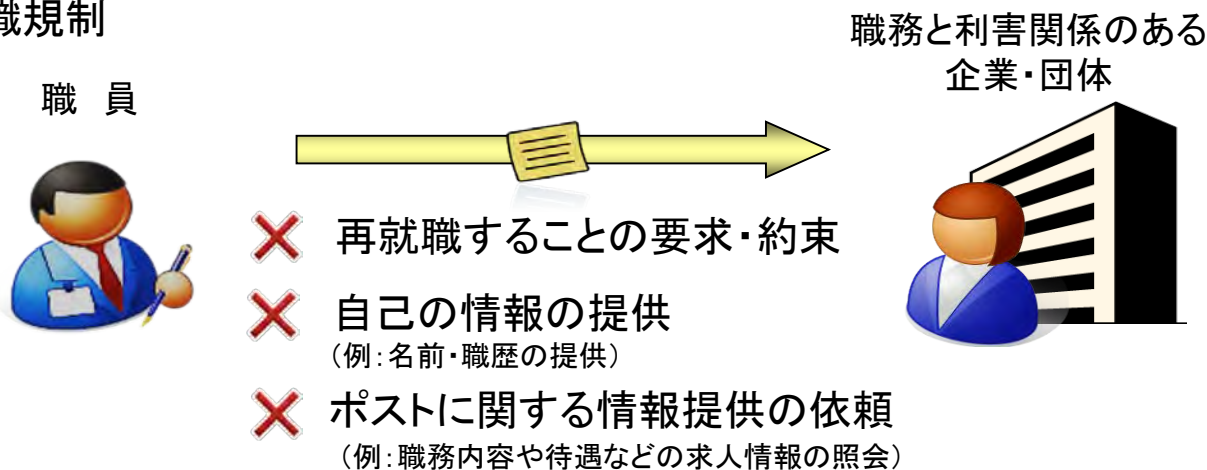 職規制
職務と利害関係のある
企業・団体
職 員
再就職することの要求・約束
自己の情報の提供
（例：名前・職歴の提供）
ポストに関する情報提供の依頼
（例：職務内容や待遇などの求人情報の照会）